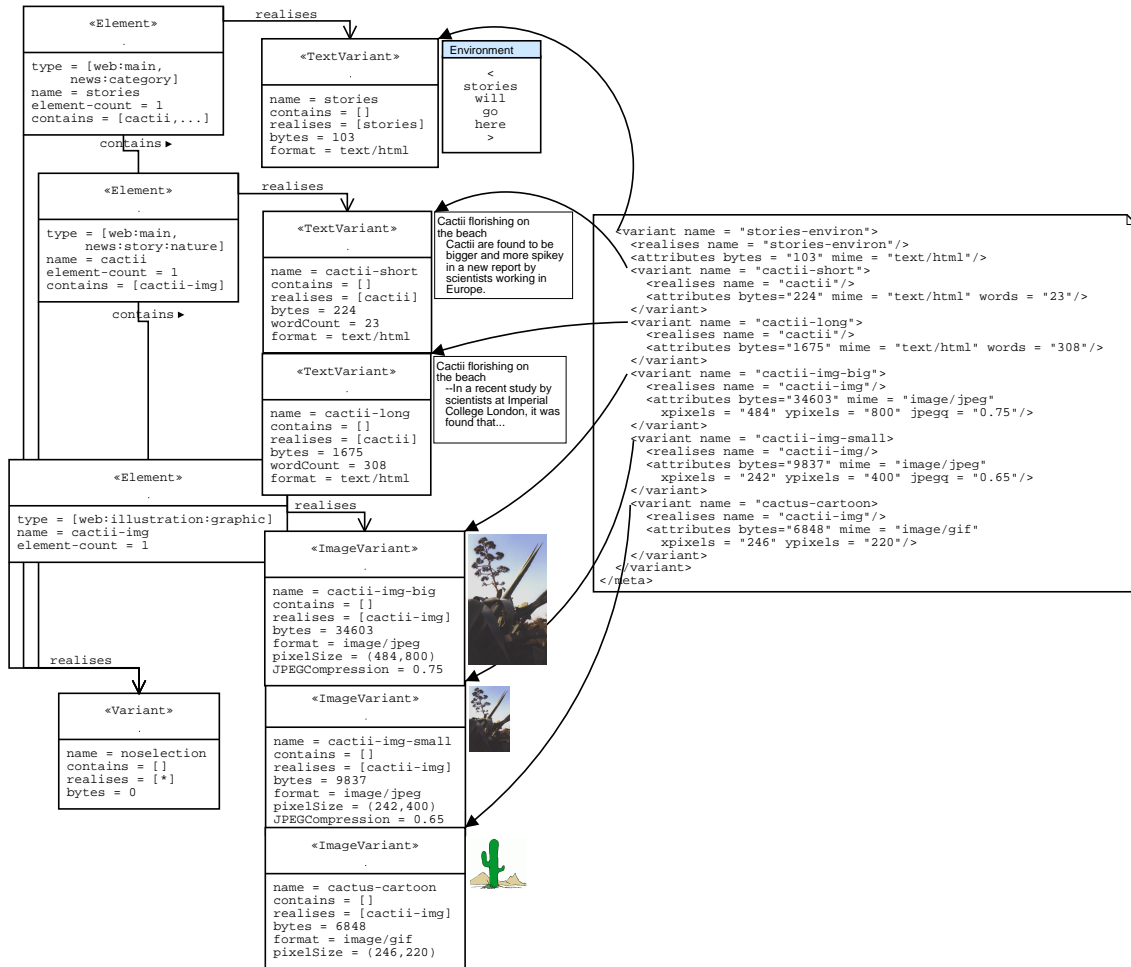 «Element»
.
type = [web:main,
news:category]
name = stories
element-count = 1
contains = [cactii,...]
realises
contains ►
«TextVariant»
.
name = stories
contains = []
realises = [stories]
bytes = 103
format = text/html
Environment
<
stories
will
go
here
>
«Element»
.
type = [web:main,
news:story:nature]
name = cactii
element-count = 1
contains = [cactii-img]
realises
contains ►
«TextVariant»
.
name = cactii-short
contains = []
realises = [cactii]
bytes = 224
wordCount = 23
format = text/html
Cactii florishing on
the beach
Cactii are found to be
bigger and more spikey
in a new report by
scientists working in
Europe.
«TextVariant»
.
name = cactii-long
contains = []
realises = [cactii]
bytes = 1675
wordCount = 308
format = text/html
Cactii florishing on
the beach
--In a recent study by
scientists at Imperial
College London, it was
found that...
«Element»
.
type = [web:illustration:graphic]
name = cactii-img
element-count = 1
realises
«ImageVariant»
.
name = cactii-img-big
contains = []
realises = [cactii-img]
bytes = 34603
format = image/jpeg
pixelSize = (484,800)
JPEGCompression = 0.75
realises
«Variant»
.
name = noselection
contains = []
realises = [*]
bytes = 0
«ImageVariant»
.
name = cactii-img-small
contains = []
realises = [cactii-img]
bytes = 9837
format = image/jpeg
pixelSize = (242,400)
JPEGCompression = 0.65
«ImageVariant»
.
name = cactus-cartoon
contains = []
realises = [cactii-img]
bytes = 6848
format = image/gif
pixelSize = (246,220)
<variant name = "stories-environ">
<realises name = "stories-environ"/>
<attributes bytes = "103" mime = "text/html"/>
<variant name = "cactii-short">
<realises name = "cactii"/>
<attributes bytes="224" mime = "text/html" words = "23"/>
</variant>
<variant name = "cactii-long">
<realises name = "cactii"/>
<attributes bytes="1675" mime = "text/html" words = "308"/>
</variant>
<variant name = "cactii-img-big">
<realises name = "cactii-img"/>
<attributes bytes="34603" mime = "image/jpeg"
xpixels = "484" ypixels = "800" jpegq = "0.75"/>
</variant>
<variant name = "cactii-img-small>
<realises name = "cactii-img/>
<attributes bytes="9837" mime = "image/jpeg"
xpixels = "242" ypixels = "400" jpegq = "0.65"/>
</variant>
<variant name = "cactus-cartoon">
<realises name = "cactii-img"/>
<attributes bytes="6848" mime = "image/gif"
xpixels = "246" ypixels = "220"/>
</variant>
</variant>
</meta>